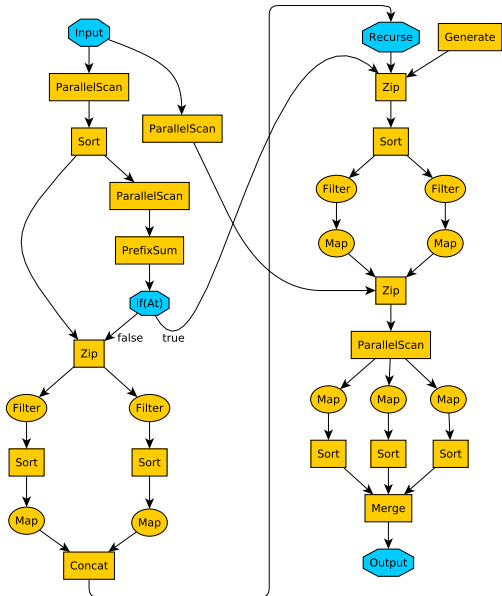 Input
ParallelScan
ParallelScan
Sort
ParallelScan
PrefixSum
if(At)
false
true
Zip
Filter
Filter
Sort
Sort
Map
Map
Concat
Recurse
Generate
Zip
Sort
Filter
Filter
Map
Map
Zip
ParallelScan
Map
Map
Map
Sort
Sort
Sort
Merge
Output